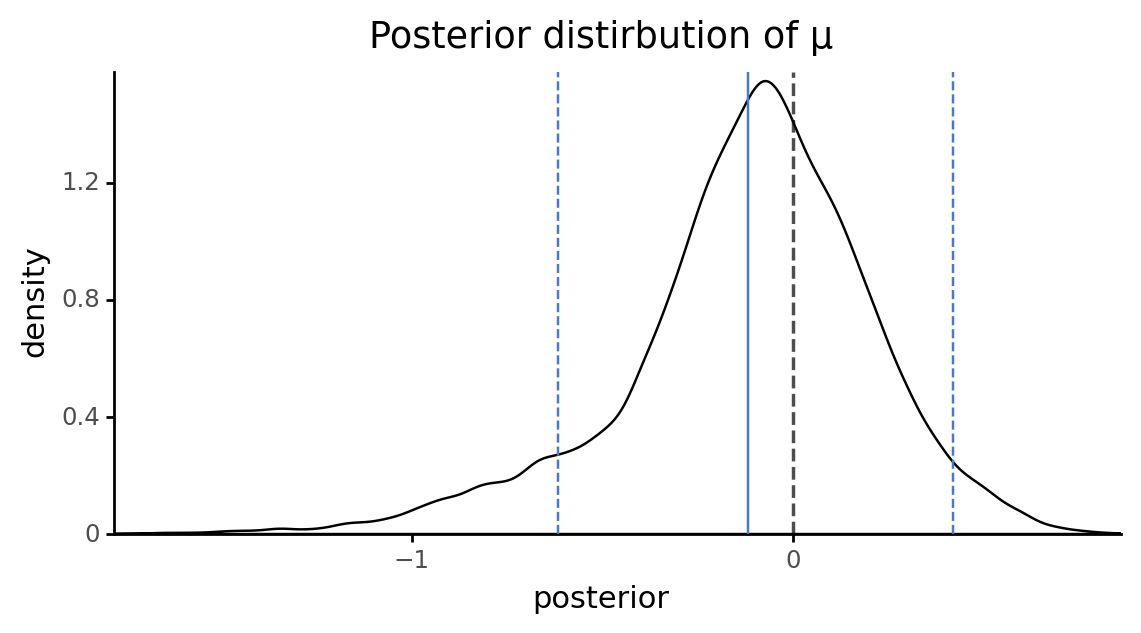 Posterior distirbution of μ
density
1.2
0.8
0.4
0
−1
0
posterior